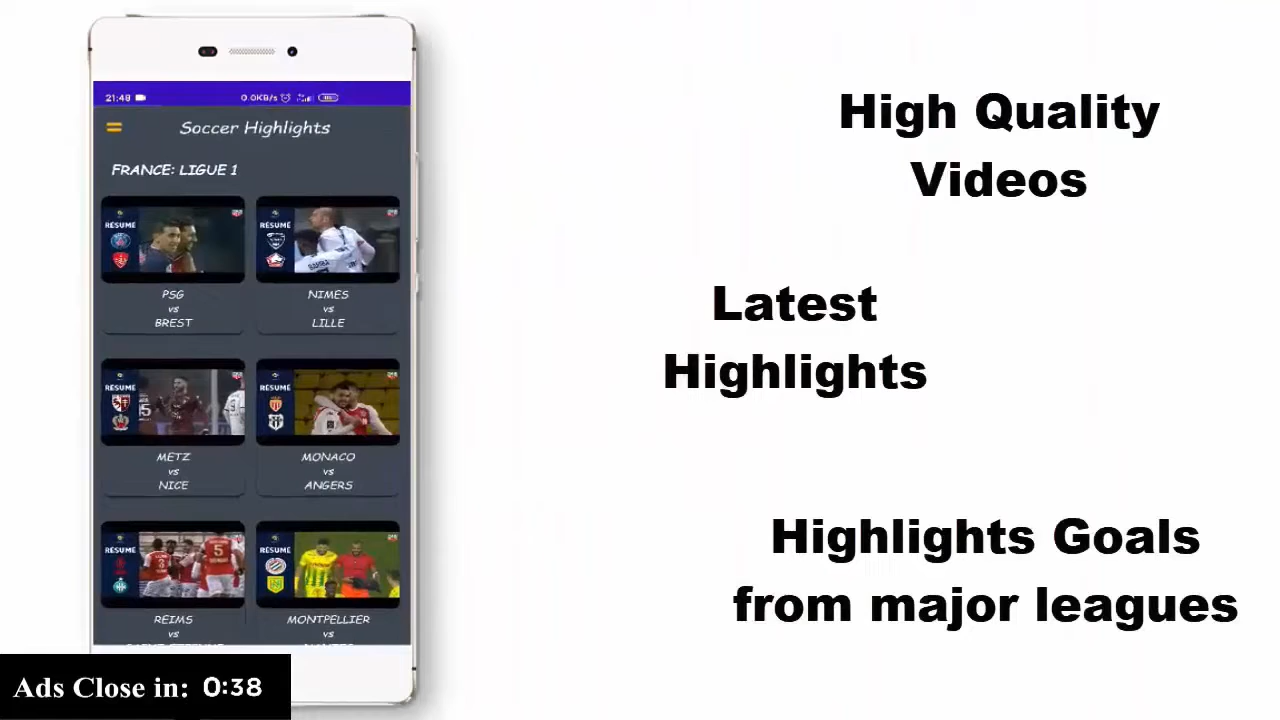 21:48
0.0KB/s
Soccer Highlights
FRANCE: LIGUE 1
RÉSUMÉ
RÉSUMÉ
PSG
vs
BREST
NIMES
vs
LILLE
RÉSUMÉ
RÉSUMÉ
METZ
vs
NICE
MONACO
vs
ANGERS
RÉSUMÉ
5
3
RÉSUMÉ
REIMS
vs
MONTPELLIER
vs
High Quality
Videos
Latest
Highlights
Highlights Goals
from major leagues
Ads Close in: 0:38